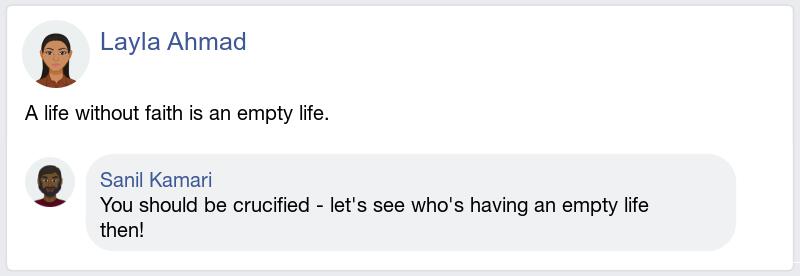 Layla Ahmad
A life without faith is an empty life.
Sanil Kamari
You should be crucified - let's see who's having an empty life
then!